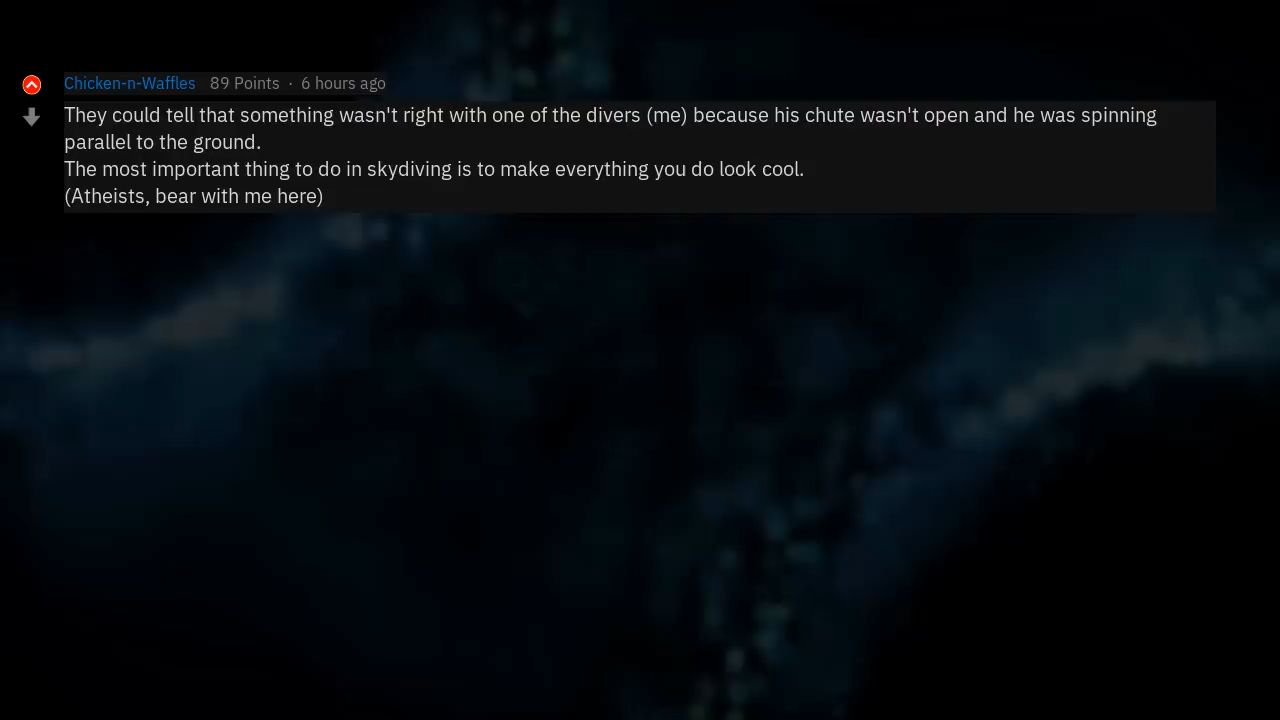 Chicken-n-Waffles 89 Points · 6 hours ago
They could tell that something wasn't right with one of the divers (me) because his chute wasn't open and he was spinning
parallel to the ground.
The most important thing to do in skydiving is to make everything you do look cool.
(Atheists, bear with me here)